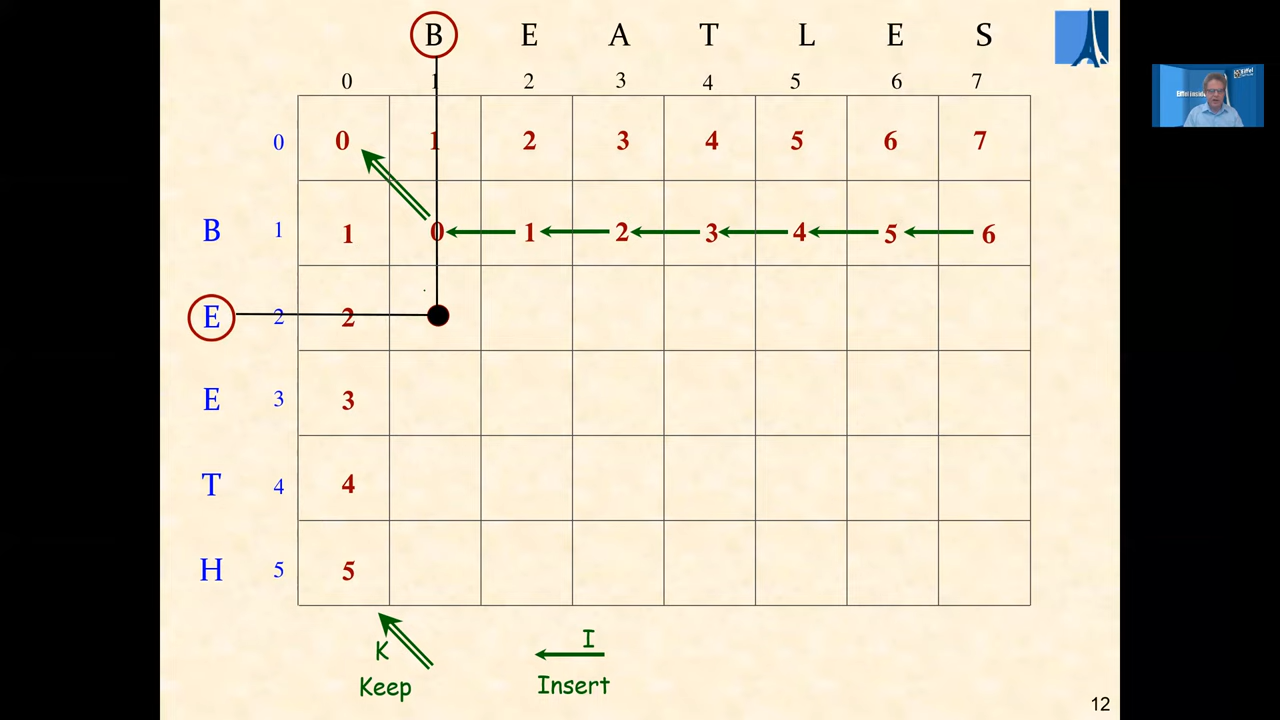 B E A T L E S
0 1 2 3 4 5 6 7
0 0 1 2 3 4 5 6 7
B 1 1 0 1 2 3 4 5 6
E 2 2
E 3 3
T 4 4
H 5 5
K I
Keep Insert
12